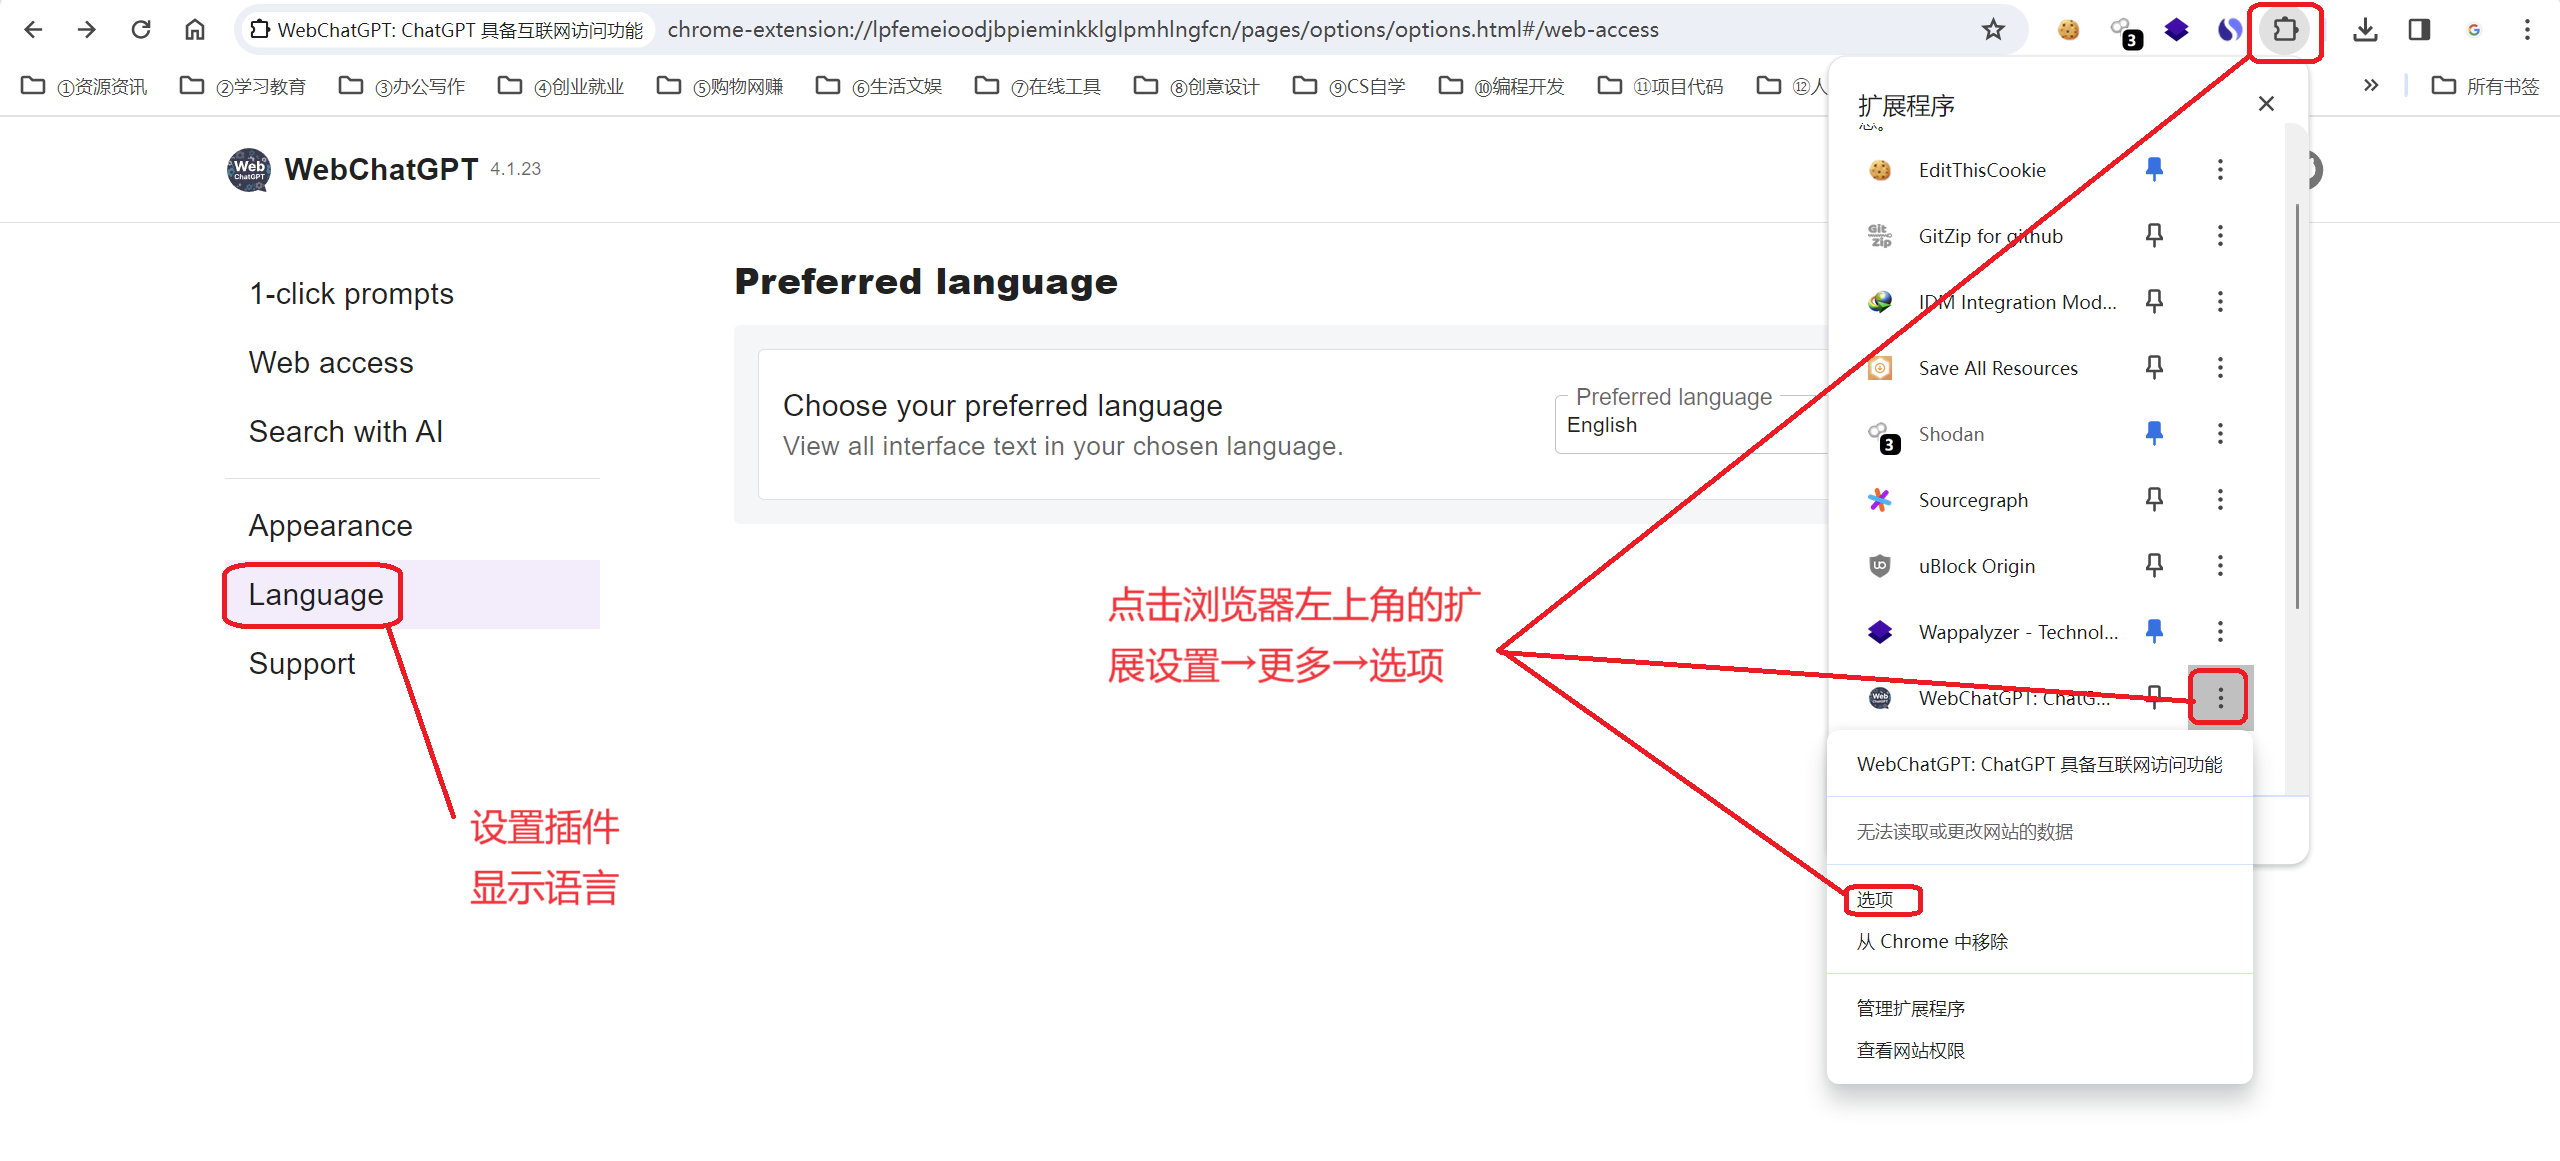 WebChatGPT: ChatGPT 具备互联网访问功能 chrome-extension://lpfemeioodjbpieminkklglpmhlngfcn/pages/options/options.html#/web-access
3
①资源资讯 ②学习教育 ③办公写作 ④创业就业 ⑤购物网赚 ⑥生活文娱 ⑦在线工具 ⑧创意设计 ⑨CS自学 ⑩编程开发 ⑪项目代码 ⑫人 » 所有书签
Web ChatGPT WebChatGPT 4.1.23
1-click prompts
Web access
Search with AI
Appearance
Language
Support
设置插件
显示语言
Preferred language
Choose your preferred language
View all interface text in your chosen language.
Preferred language
English
点击浏览器左上角的扩
展设置→更多→选项
扩展程序
EditThisCookie
GitZip for github
IDM Integration Mod...
Save All Resources
3 Shodan
Sourcegraph
uBlock Origin
Wappalyzer - Technol...
WebChatGPT: ChatG...
WebChatGPT: ChatGPT 具备互联网访问功能
无法读取或更改网站的数据
选项
从 Chrome 中移除
管理扩展程序
查看网站权限